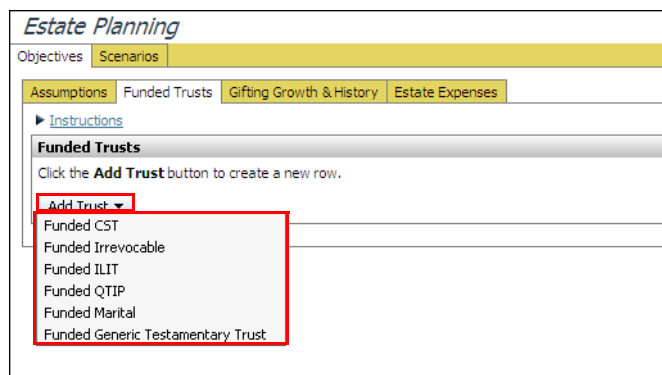 Estate Planning
Objectives Scenarios
Assumptions Funded Trusts Gifting Growth & History Estate Expenses
Instructions
Funded Trusts
Click the Add Trust button to create a new row.
Add Trust
Funded CST
Funded Irrevocable
Funded ILIT
Funded QTIP
Funded Marital
Funded Generic Testamentary Trust